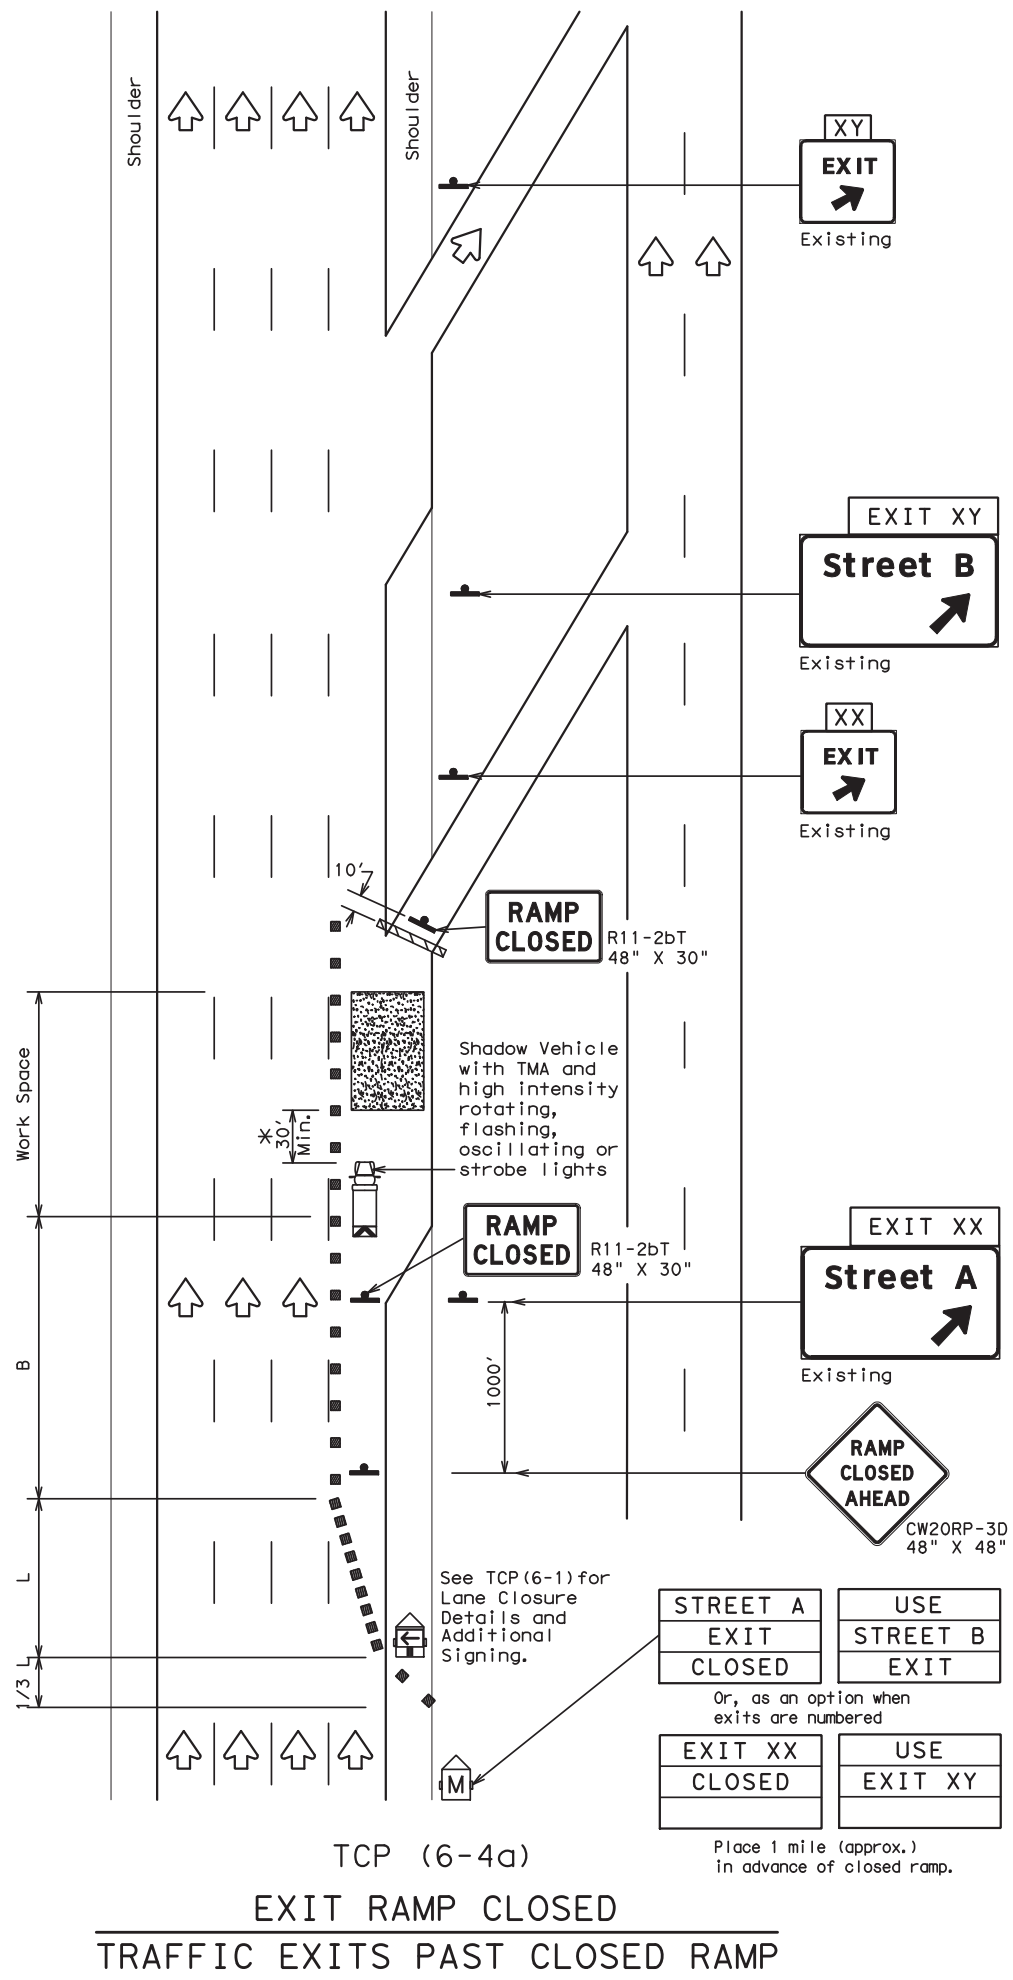 Shoulder
Shoulder
XY
EXIT
Existing
EXIT XY
Street B
Existing
XX
EXIT
Existing
10'
RAMP
CLOSED
R11-2bT
48" X 30"
Work Space
Shadow Vehicle
with TMA and
high intensity
rotating,
flashing,
oscillating or
strobe lights
*
30'
Min.
RAMP
CLOSED
R11-2bT
48" X 30"
EXIT XX
Street A
Existing
B
1000'
RAMP
CLOSED
AHEAD
CW20RP-3D
48" X 48"
L
See TCP(6-1)for
Lane Closure
Details and
Additional
Signing.
1/3 L
STREET A
EXIT
CLOSED
USE
STREET B
EXIT
Or, as an option when
exits are numbered
EXIT XX
CLOSED
USE
EXIT XY
M
Place 1 mile (approx.)
in advance of closed ramp.
TCP (6-4a)
EXIT RAMP CLOSED
TRAFFIC EXITS PAST CLOSED RAMP